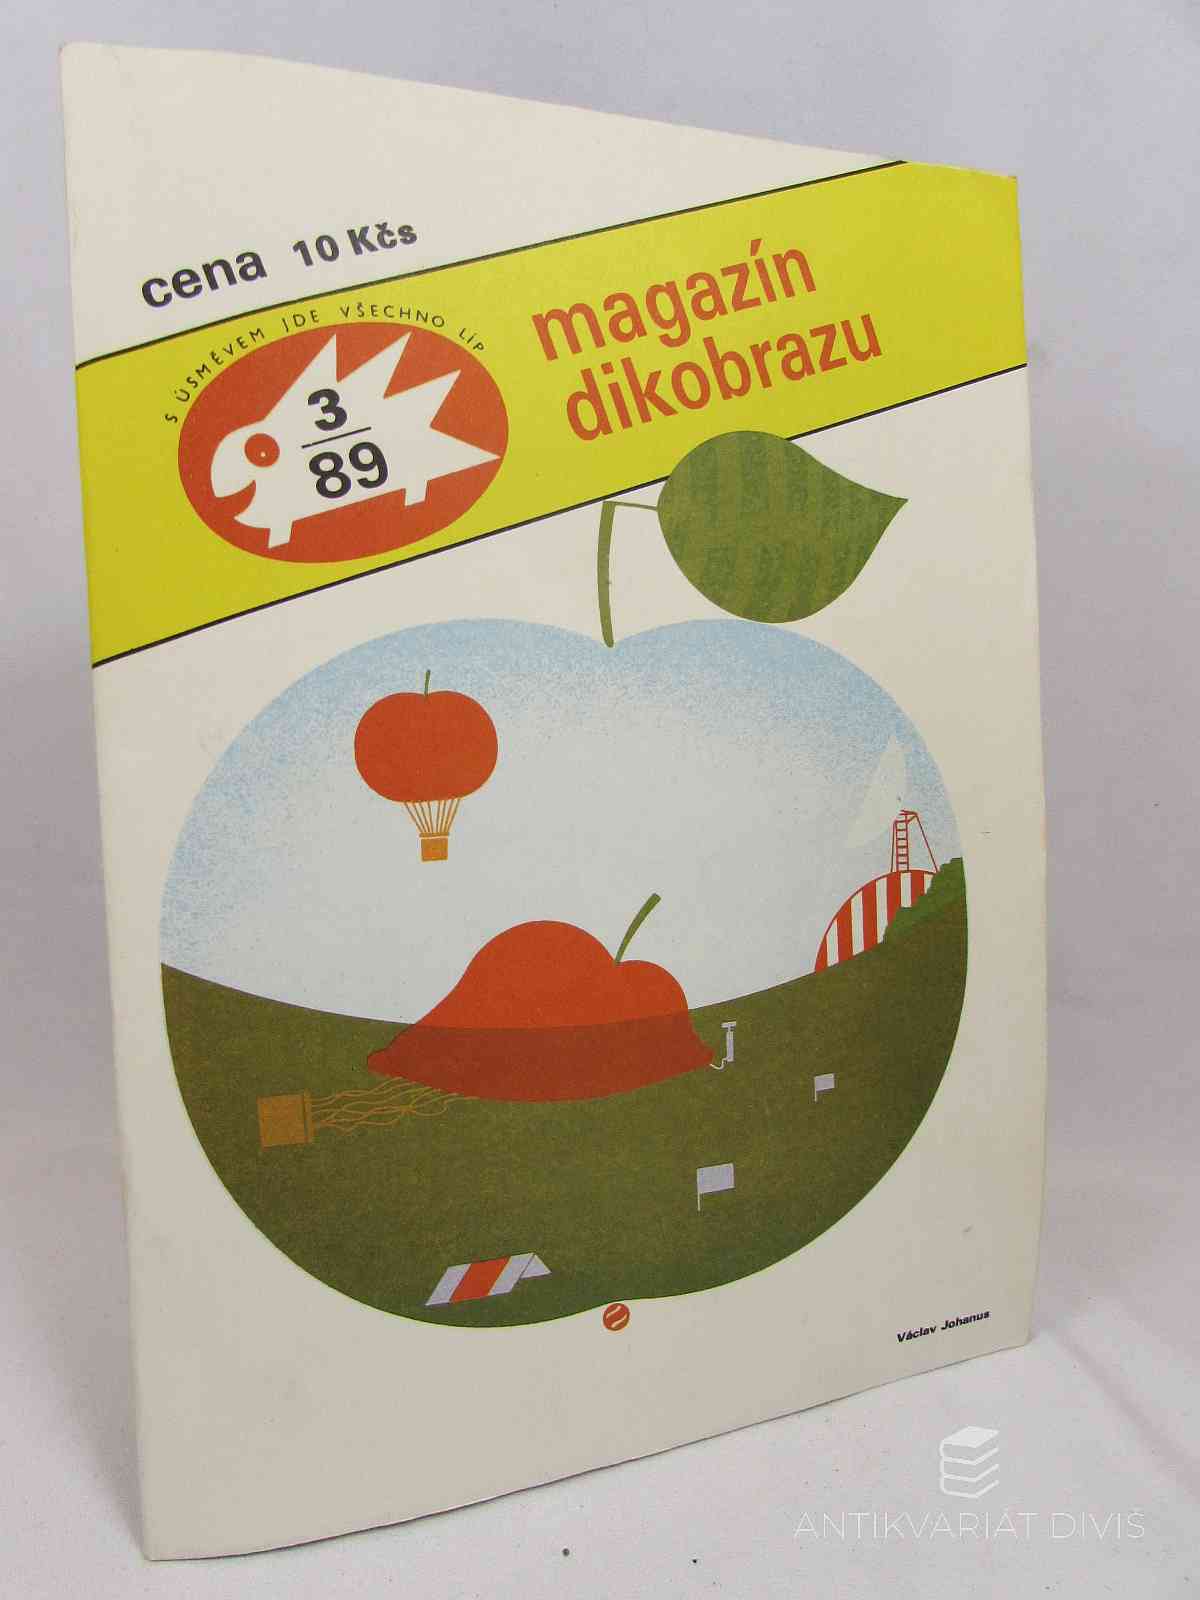 cena 10 Kčs
S ÚSMĚVEM JDE VŠECHNO LÍP
3
89
magazín
dikobrazu
Václav Johanus
ANTIKVARIÁT DIVIŠ